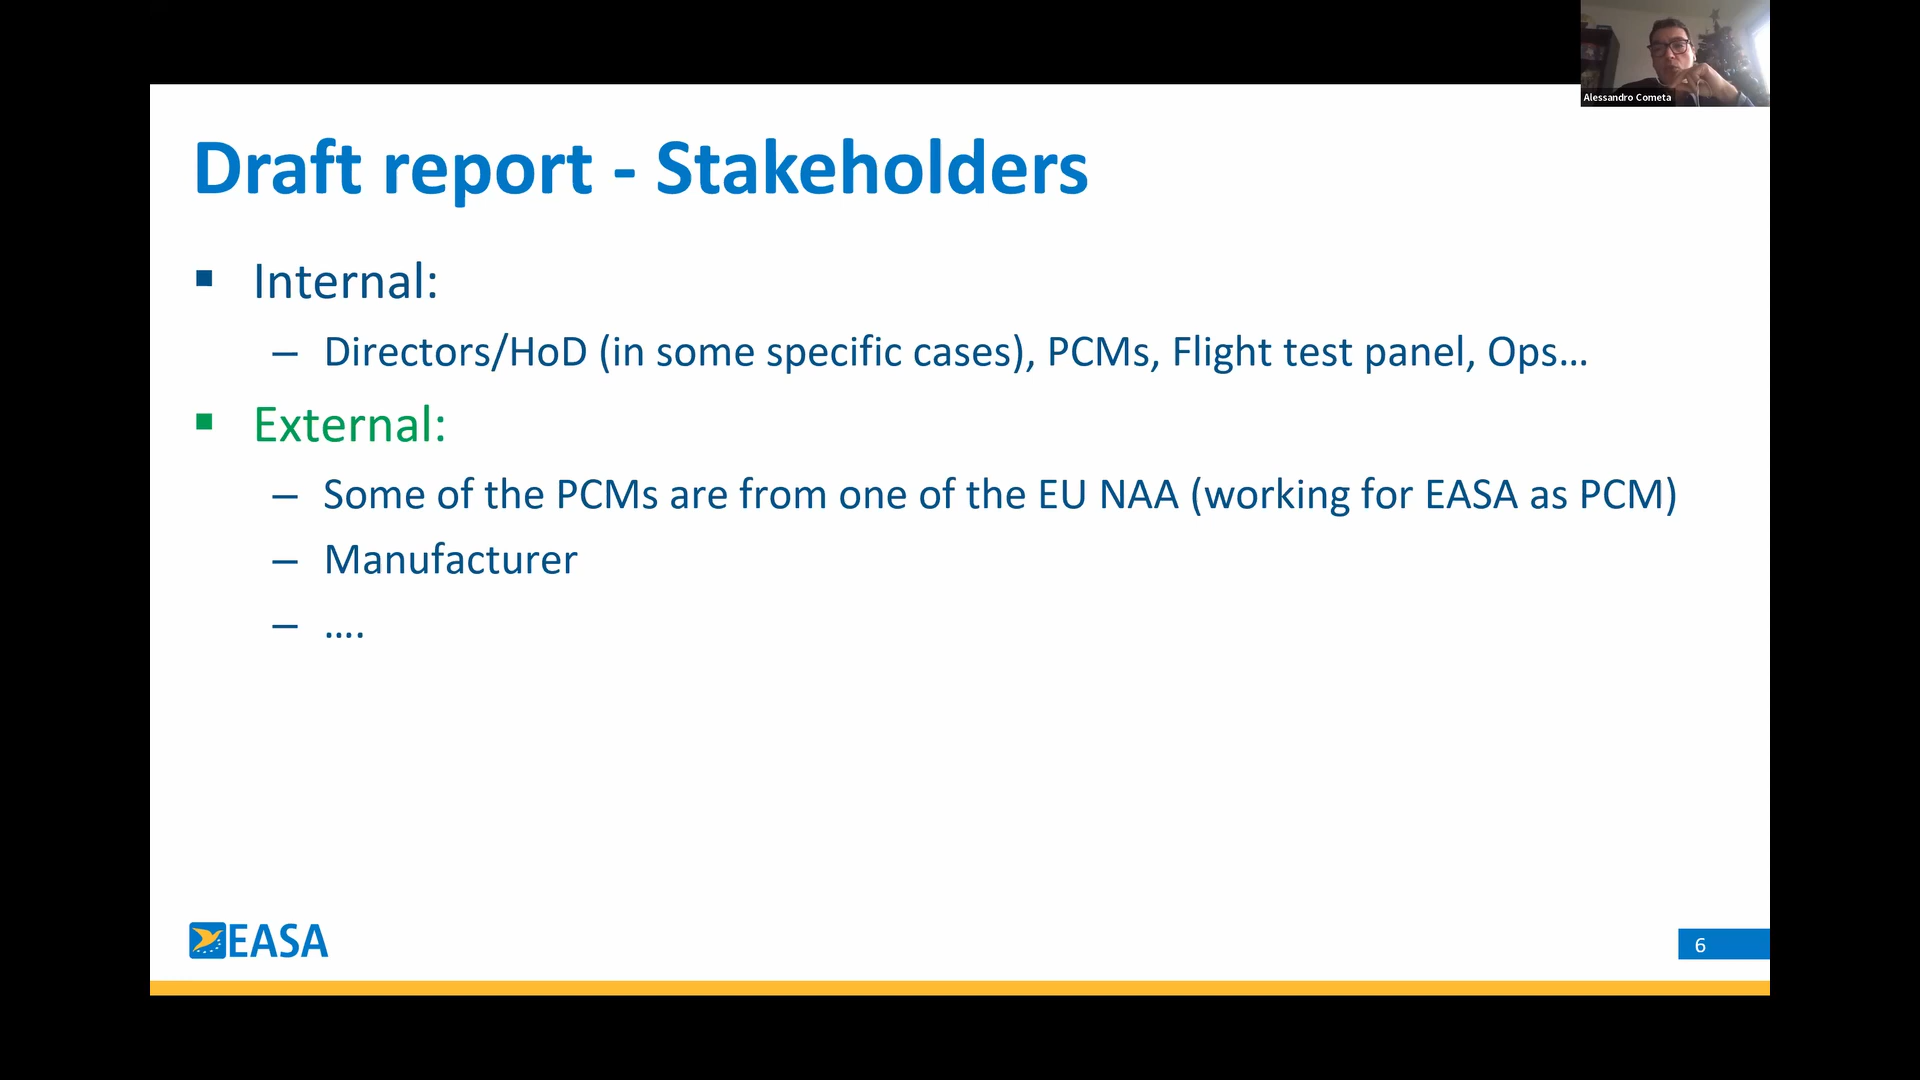 Alessandro Cometa
Draft report - Stakeholders
▪ Internal:
– Directors/HoD (in some specific cases), PCMs, Flight test panel, Ops…
▪ External:
– Some of the PCMs are from one of the EU NAA (working for EASA as PCM)
– Manufacturer
– ….
EASA
6